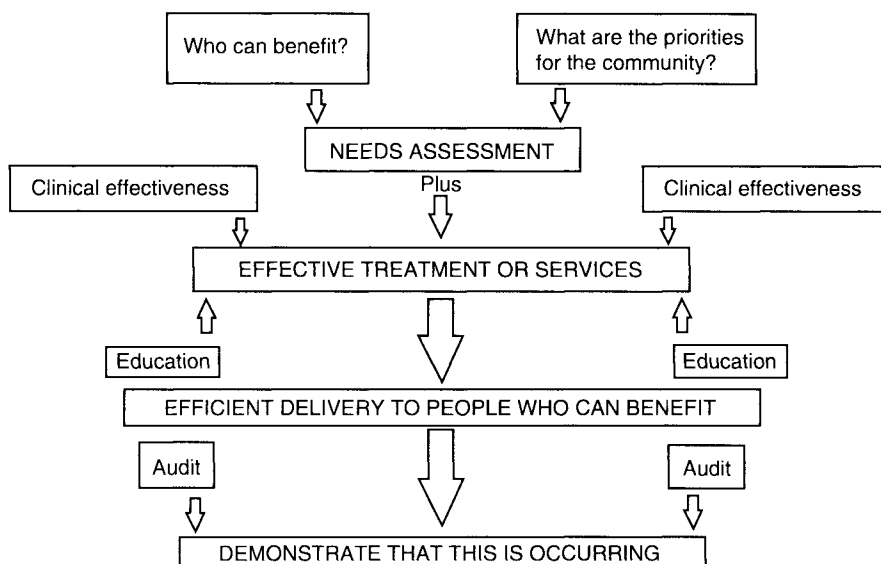 Who can benefit?
What are the priorities
for the community?
NEEDS ASSESSMENT
Plus
Clinical effectiveness
Clinical effectiveness
EFFECTIVE TREATMENT OR SERVICES
Education
Education
EFFICIENT DELIVERY TO PEOPLE WHO CAN BENEFIT
Audit
Audit
DEMONSTRATE THAT THIS IS OCCURRING